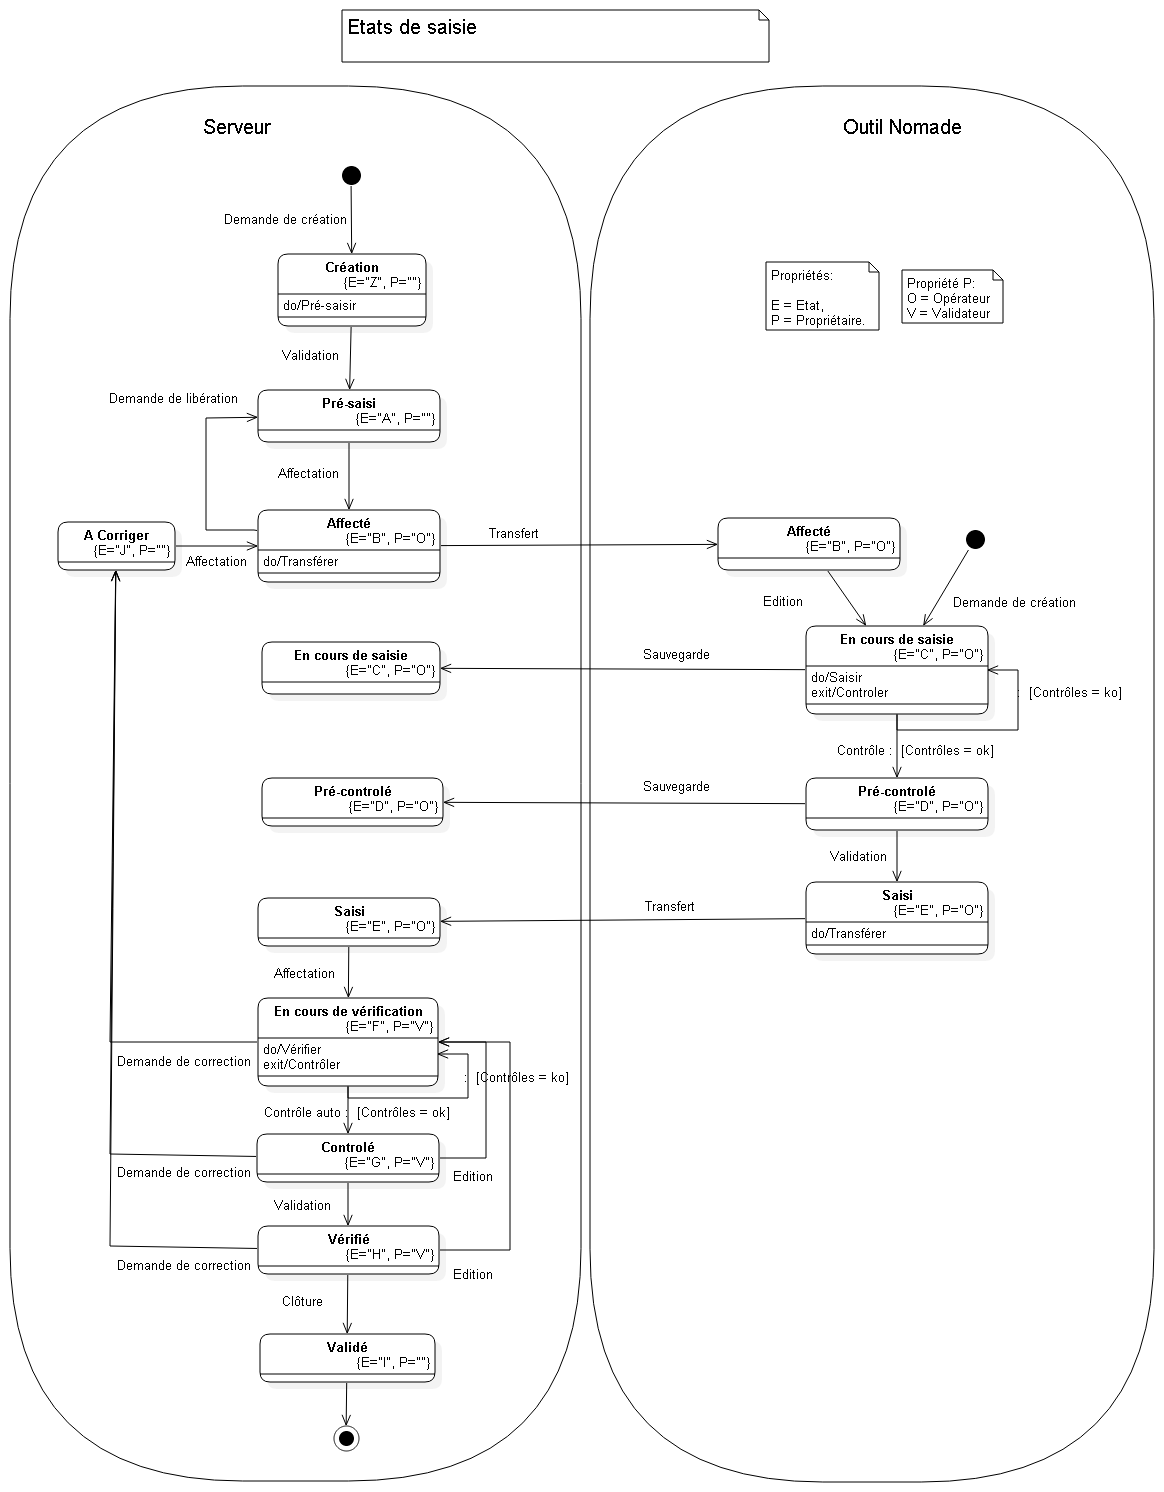 Etats de saisie
Serveur
Outil Nomade
Demande de création
Création
{E="Z", P=""}
do/Pré-saisir
Propriétés:
E = Etat,
P = Propriétaire.
Propriété P:
O = Opérateur
V = Validateur
Validation
Demande de libération
Pré-saisi
{E="A", P=""}
Affectation
A Corriger
{E="J", P=""}
Affectation
Affecté
{E="B", P="O"}
do/Transférer
Transfert
Affecté
{E="B", P="O"}
Edition
Demande de création
En cours de saisie
{E="C", P="O"}
Sauvegarde
En cours de saisie
{E="C", P="O"}
do/Saisir
exit/Controler
: [Contrôles = ko]
Contrôle : [Contrôles = ok]
Pré-controlé
{E="D", P="O"}
Sauvegarde
Pré-controlé
{E="D", P="O"}
Validation
Saisi
{E="E", P="O"}
Transfert
Saisi
{E="E", P="O"}
do/Transférer
Affectation
En cours de vérification
{E="F", P="V"}
do/Vérifier
exit/Contrôler
Demande de correction
: [Contrôles = ko]
Contrôle auto : [Contrôles = ok]
Controlé
{E="G", P="V"}
Demande de correction
Edition
Validation
Vérifié
{E="H", P="V"}
Demande de correction
Edition
Clôture
Validé
{E="I", P=""}